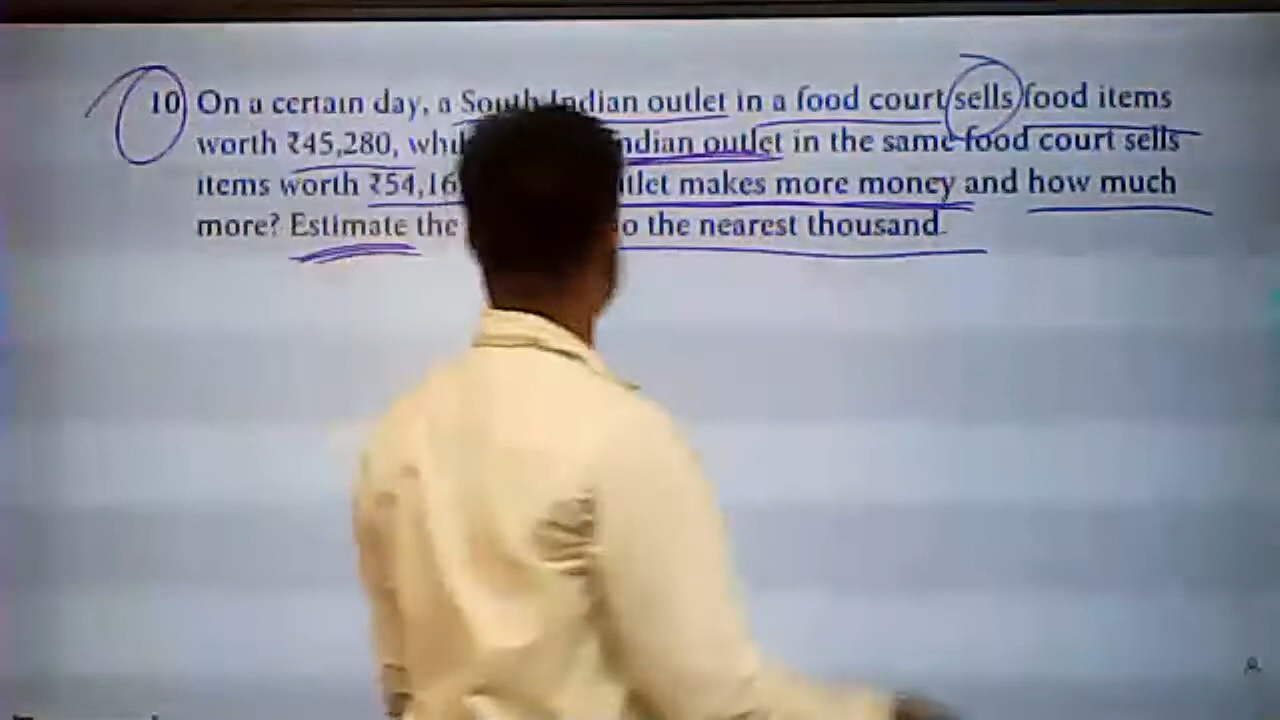 10 On a certain day, a South Indian outlet in a food court sells food items
worth ₹45,280, ndian outlet in the same food court sells
items worth ₹54,16 tlet makes more money and how much
more? Estimate the o the nearest thousand.